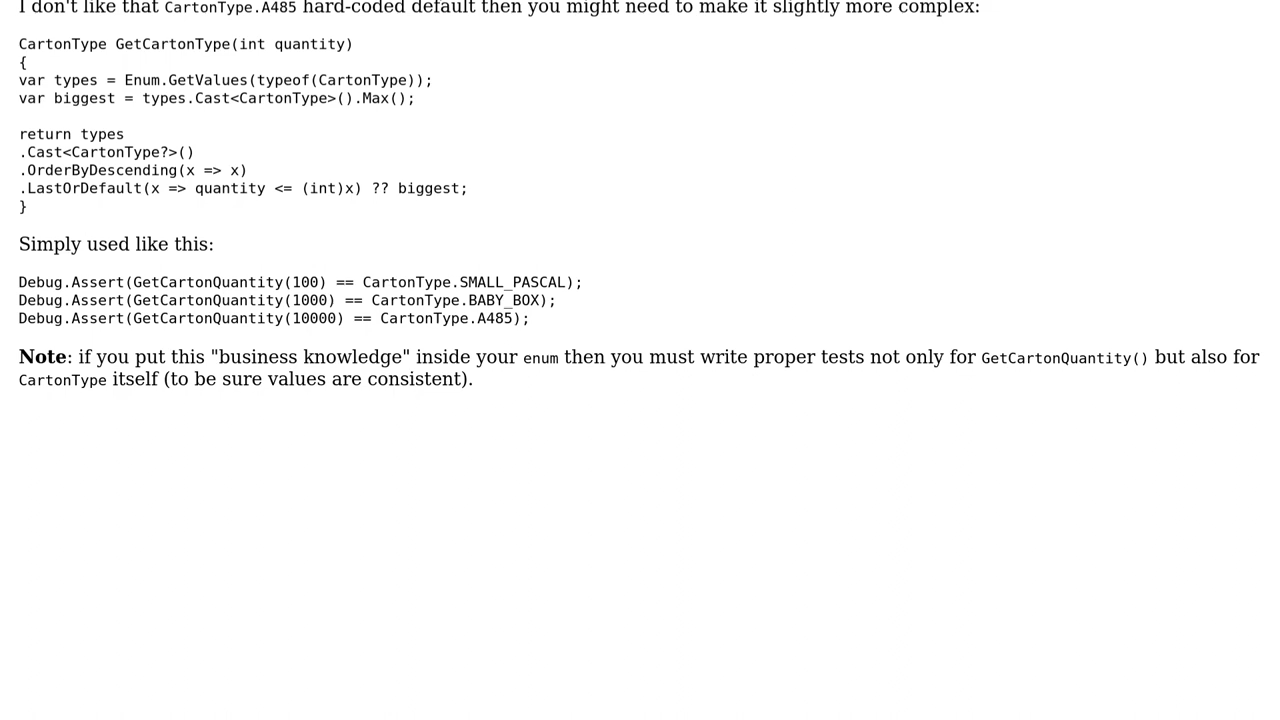 I don't like that CartonType.A485 hard-coded default then you might need to make it slightly more complex:
CartonType GetCartonType(int quantity)
{
var types = Enum.GetValues(typeof(CartonType));
var biggest = types.Cast<CartonType>().Max();
return types
.Cast<CartonType?>()
.OrderByDescending(x => x)
.LastOrDefault(x => quantity <= (int)x) ?? biggest;
}
Simply used like this:
Debug.Assert(GetCartonQuantity(100) == CartonType.SMALL_PASCAL);
Debug.Assert(GetCartonQuantity(1000) == CartonType.BABY_BOX);
Debug.Assert(GetCartonQuantity(10000) == CartonType.A485);
Note: if you put this "business knowledge" inside your enum then you must write proper tests not only for GetCartonQuantity() but also for
CartonType itself (to be sure values are consistent).